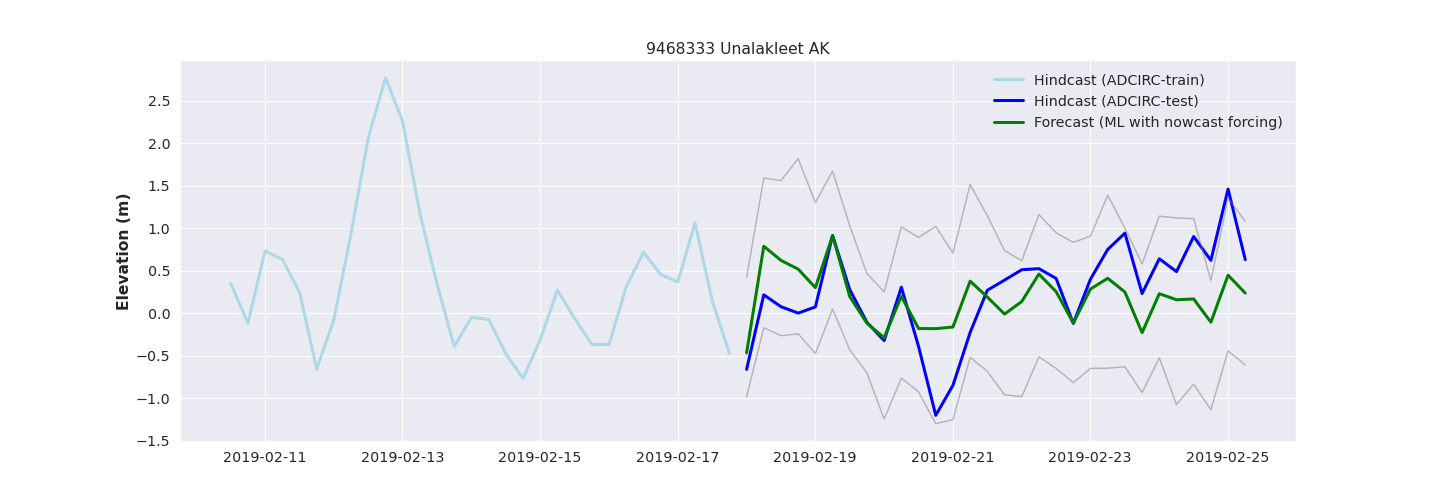 9468333 Unalakleet AK
Hindcast (ADCIRC-train)
Hindcast (ADCIRC-test)
Forecast (ML with nowcast forcing)
Elevation (m)
2.5
2.0
1.5
1.0
0.5
0.0
−0.5
−1.0
−1.5
2019-02-11 2019-02-13 2019-02-15 2019-02-17 2019-02-19 2019-02-21 2019-02-23 2019-02-25